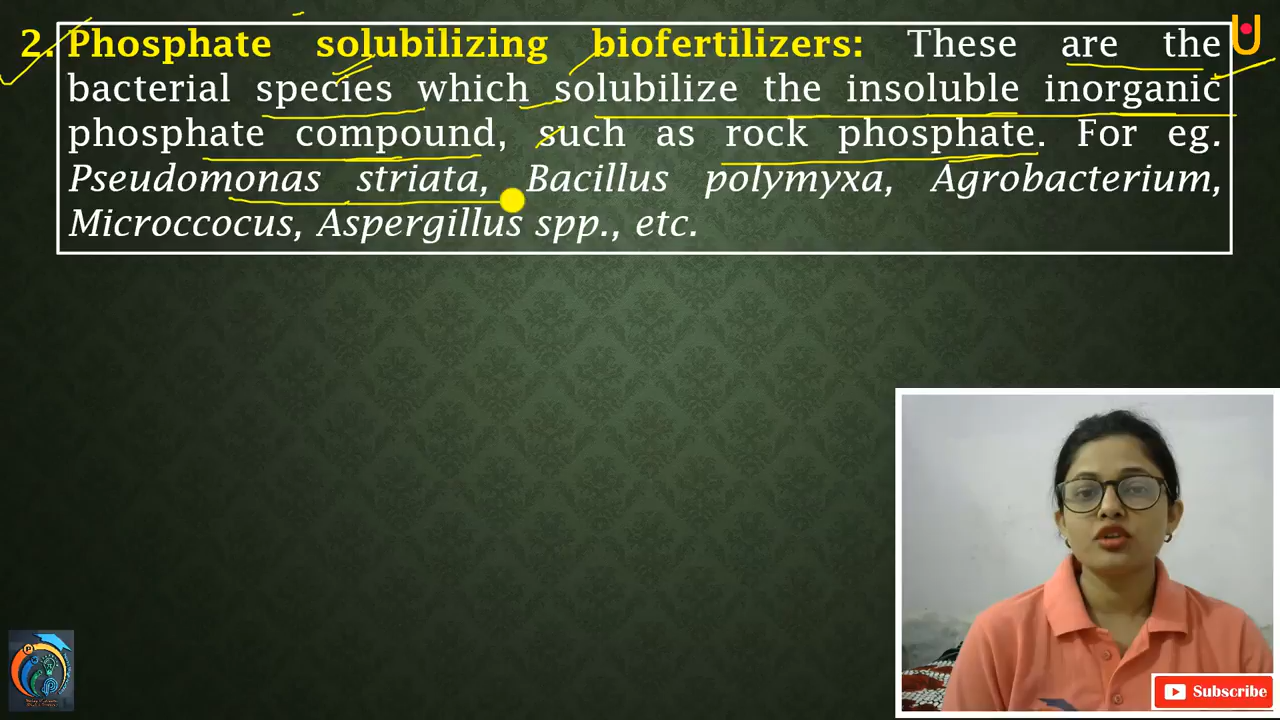 2. Phosphate solubilizing biofertilizers: These are the
bacterial species which solubilize the insoluble inorganic
phosphate compound, such as rock phosphate. For eg.
Pseudomonas striata, Bacillus polymyxa, Agrobacterium,
Microccocus, Aspergillus spp., etc.
Subscribe